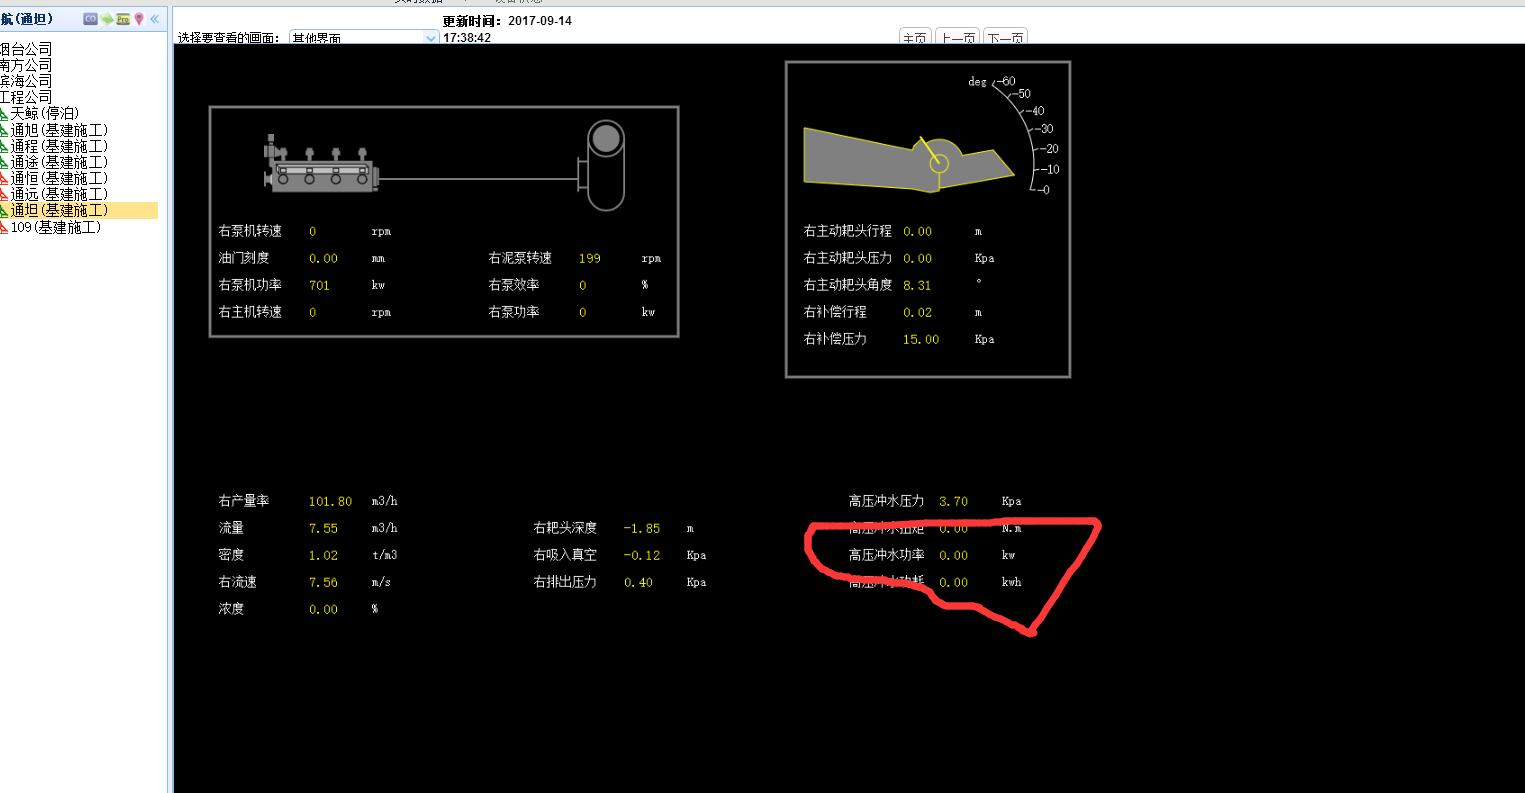 航(通坦)
CO
Pro
更新时间：2017-09-14
17:38:42
选择要查看的画面：
其他界面
主页
上一页
下一页
烟台公司
南方公司
滨海公司
工程公司
天鲸(停泊)
通旭(基建施工)
通程(基建施工)
通途(基建施工)
通恒(基建施工)
通远(基建施工)
通坦(基建施工)
109(基建施工)
右泵机转速 0 rpm
油门刻度 0.00 mm 右泥泵转速 199 rpm
右泵机功率 701 kw 右泵效率 0 %
右主机转速 0 rpm 右泵功率 0 kw
deg
-60
-50
-40
-30
-20
-10
-0
右主动耙头行程 0.00 m
右主动耙头压力 0.00 Kpa
右主动耙头角度 8.31 °
右补偿行程 0.02 m
右补偿压力 15.00 Kpa
右产量率 101.80 m3/h
流量 7.55 m3/h
密度 1.02 t/m3
右流速 7.56 m/s
浓度 0.00 %
右耙头深度 -1.85 m
右吸入真空 -0.12 Kpa
右排出压力 0.40 Kpa
高压冲水压力 3.70 Kpa
高压冲水扭矩 0.00 N.m
高压冲水功率 0.00 kw
高压冲水功耗 0.00 kwh